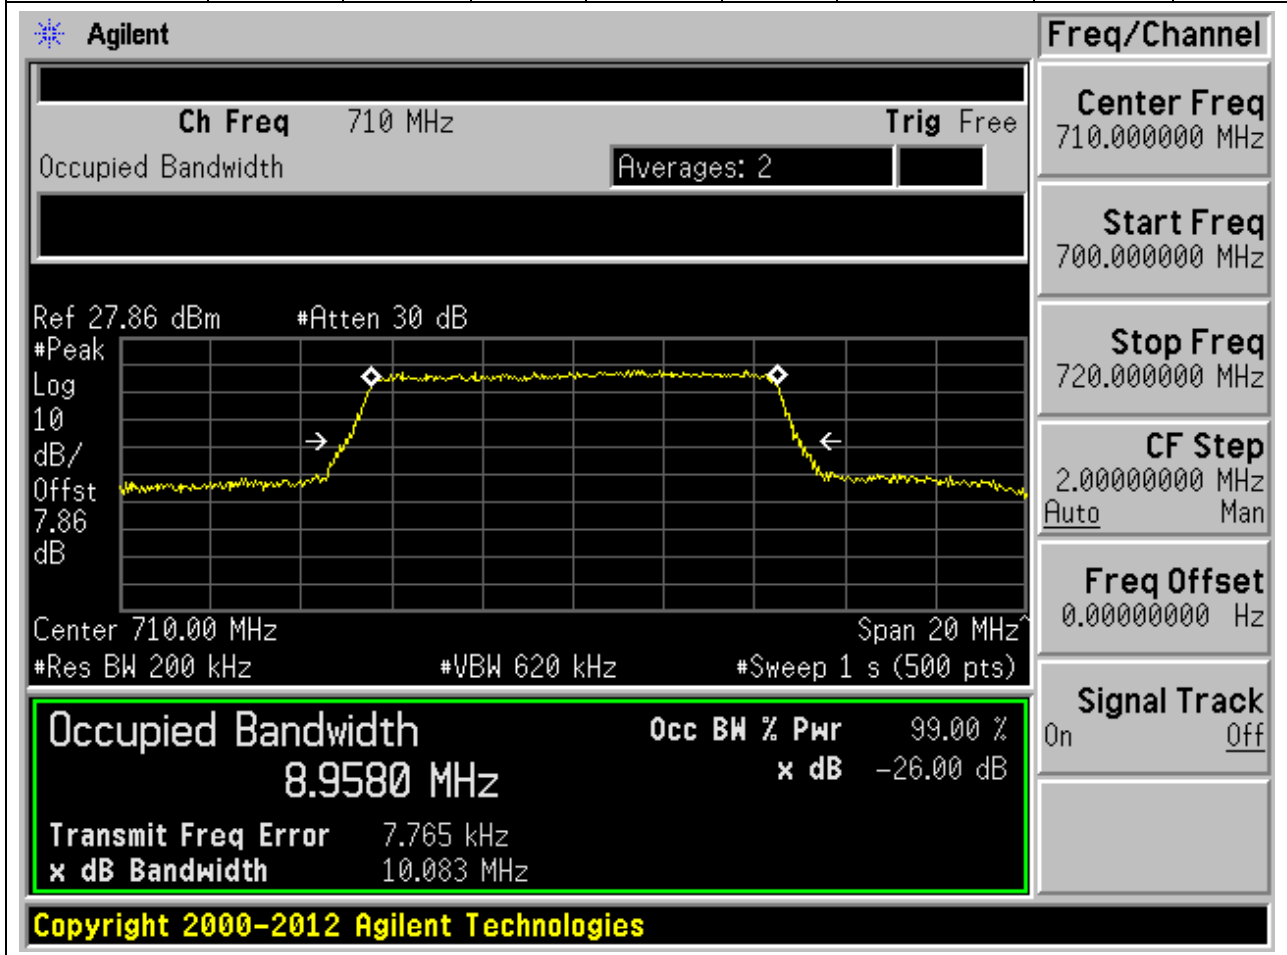 Agilent
Freq/Channel
Ch Freq 710 MHz Trig Free
Occupied Bandwidth Averages: 2
Ref 27.86 dBm #Atten 30 dB
#Peak
Log
10
dB/
Offst
7.86
dB
Center 710.00 MHz Span 20 MHz^
#Res BW 200 kHz #VBW 620 kHz #Sweep 1 s (500 pts)
Occupied Bandwidth
8.9580 MHz
Occ BW % Pwr 99.00 %
x dB -26.00 dB
Transmit Freq Error 7.765 kHz
x dB Bandwidth 10.083 MHz
Copyright 2000-2012 Agilent Technologies
Center Freq
710.000000 MHz
Start Freq
700.000000 MHz
Stop Freq
720.000000 MHz
CF Step
2.00000000 MHz
Auto Man
Freq Offset
0.00000000 Hz
Signal Track
On Off